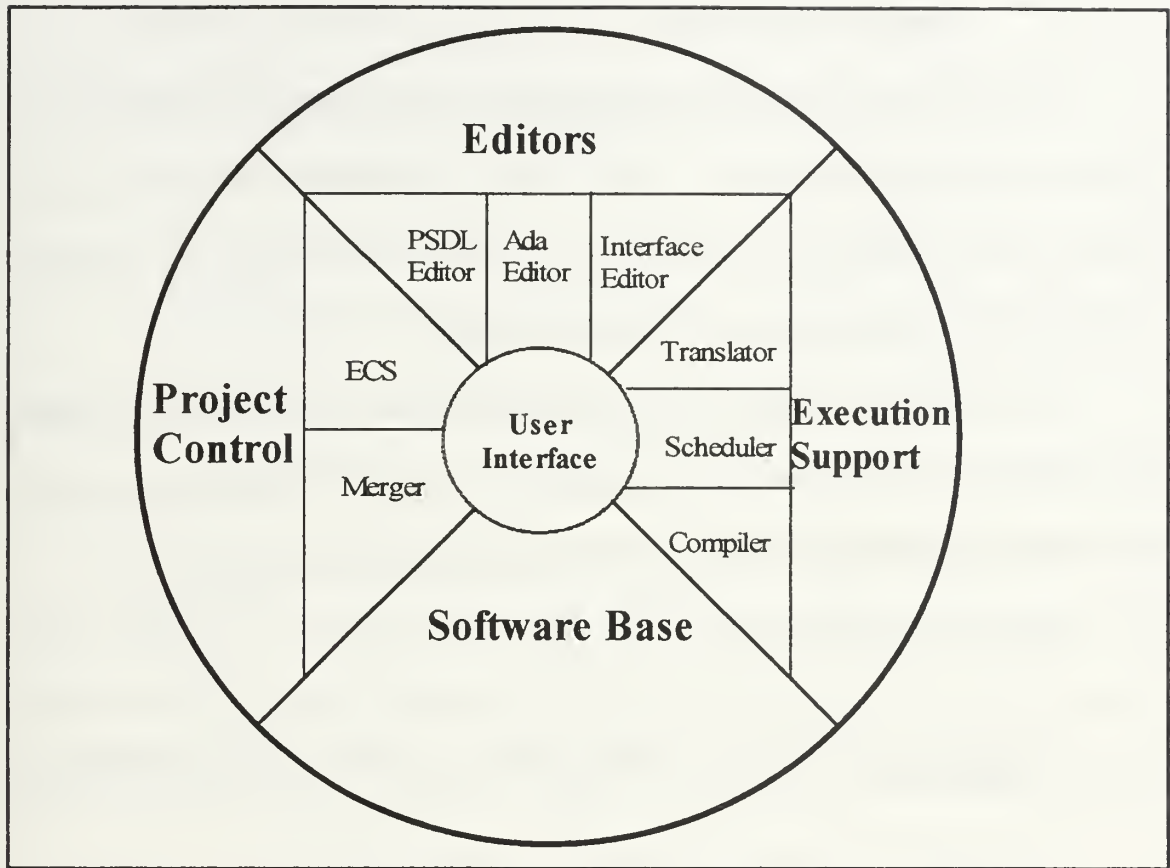 Editors
PSDL
Editor
Ada
Editor
Interface
Editor
Translator
ECS
Project
Control
User
Interface
Scheduler
Execution
Support
Merger
Compiler
Software Base